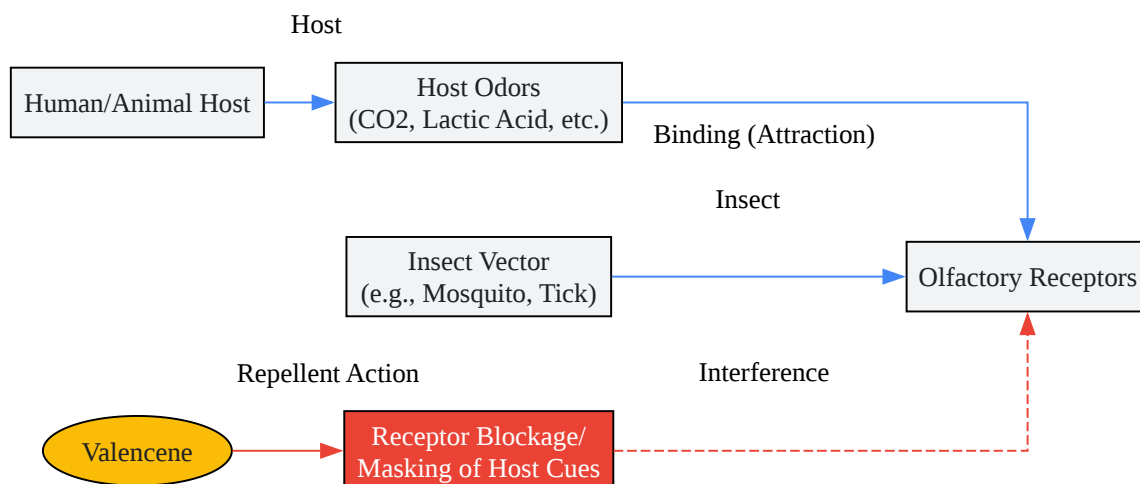 Host
Human/Animal Host
Host Odors
(CO2, Lactic Acid, etc.)
Binding (Attraction)
Insect
Insect Vector
(e.g., Mosquito, Tick)
Olfactory Receptors
Repellent Action
Interference
Valencene
Receptor Blockage/
Masking of Host Cues